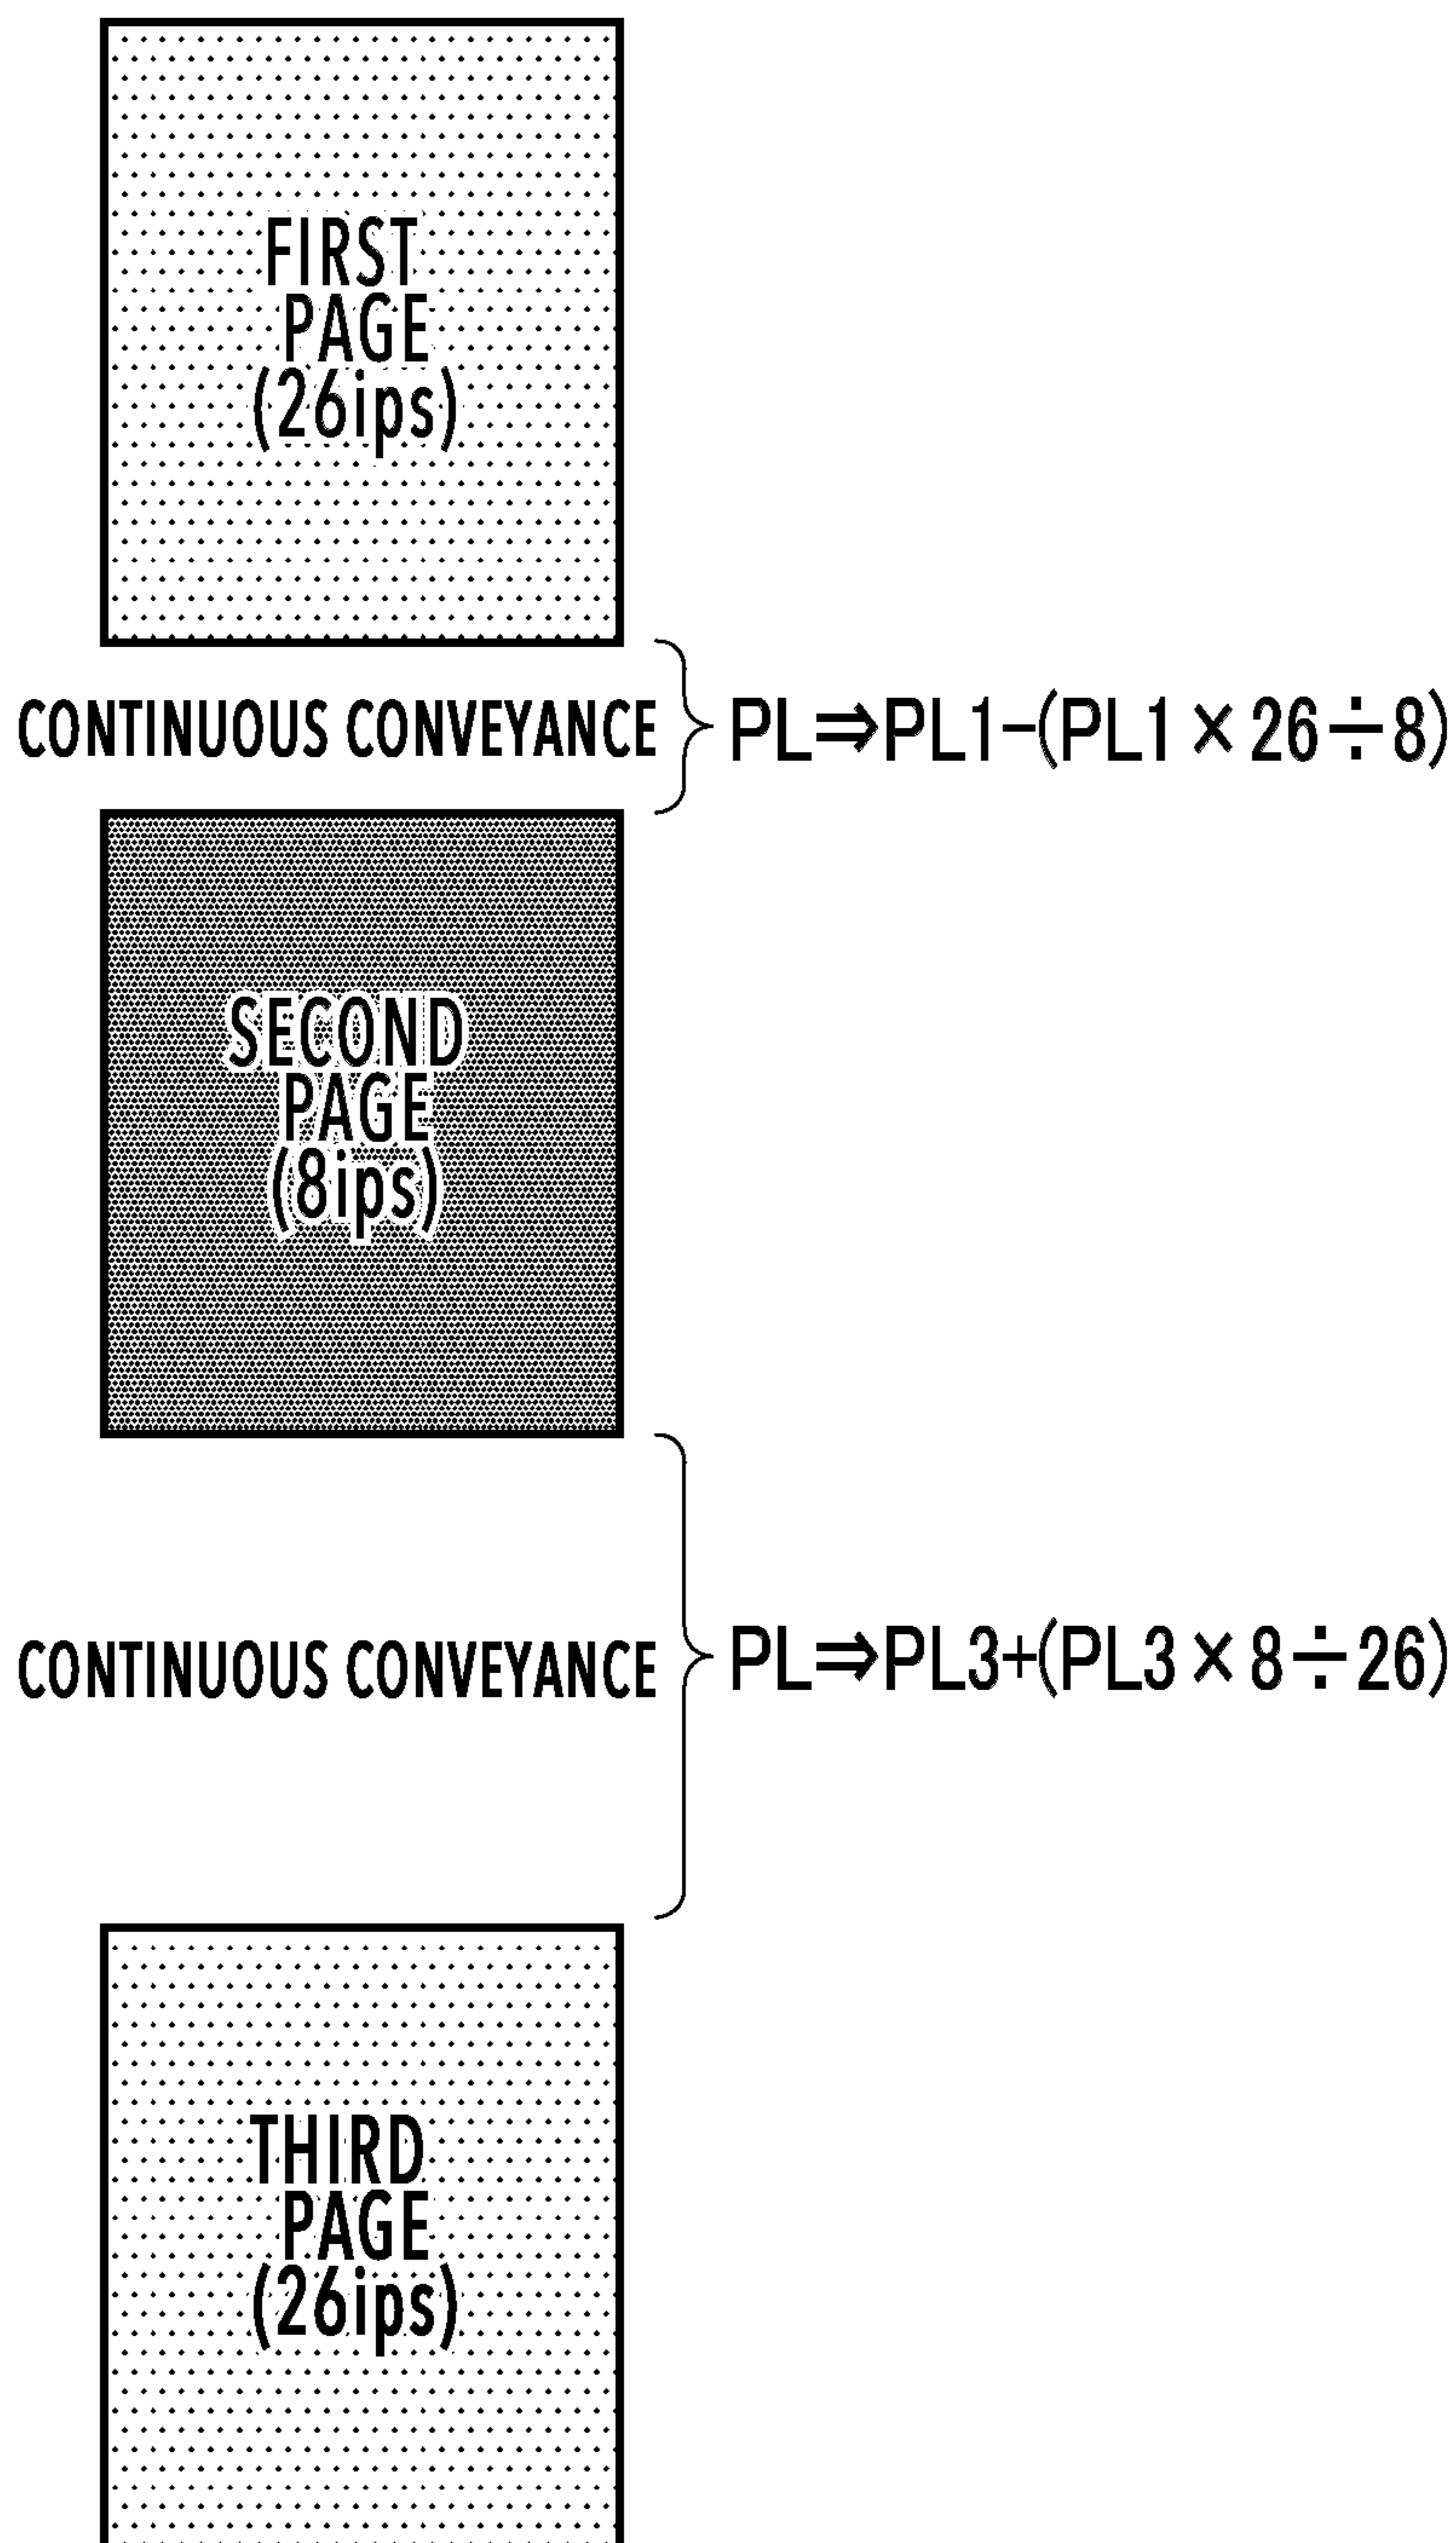 FIRST
PAGE
(26ips)
CONTINUOUS CONVEYANCE
PL⇒PL1−(PL1×26÷8)
SECOND
PAGE
(8ips)
CONTINUOUS CONVEYANCE
PL⇒PL3+(PL3×8÷26)
THIRD
PAGE
(26ips)